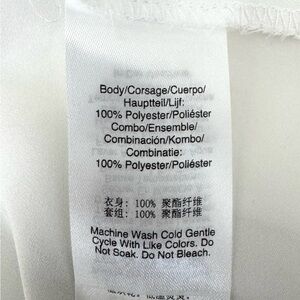 Body/Corsage/Cuerpo/
Hauptteil/Lijf:
100% Polyester/Poliéster
Combo/Ensemble/
Combinación/Kombo/
Combinatie:
100% Polyester/Poliéster
衣身: 100% 聚酯纤维
套组: 100% 聚酯纤维
Machine Wash Cold Gentle
Cycle With Like Colors. Do
Not Soak. Do Not Bleach.